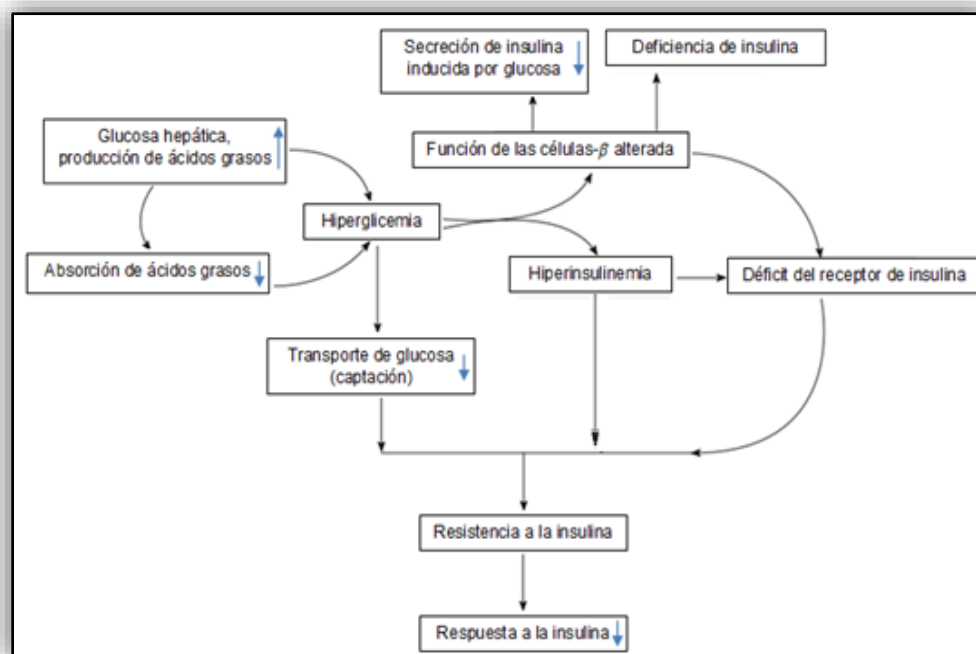 Secreción de insulina
inducida por glucosa
Deficiencia de insulina
Glucosa hepática,
producción de ácidos grasos
Función de las células-β alterada
Hiperglicemia
Absorción de ácidos grasos
Hiperinsulinemia
Déficit del receptor de insulina
Transporte de glucosa
(captación)
Resistencia a la insulina
Respuesta a la insulina